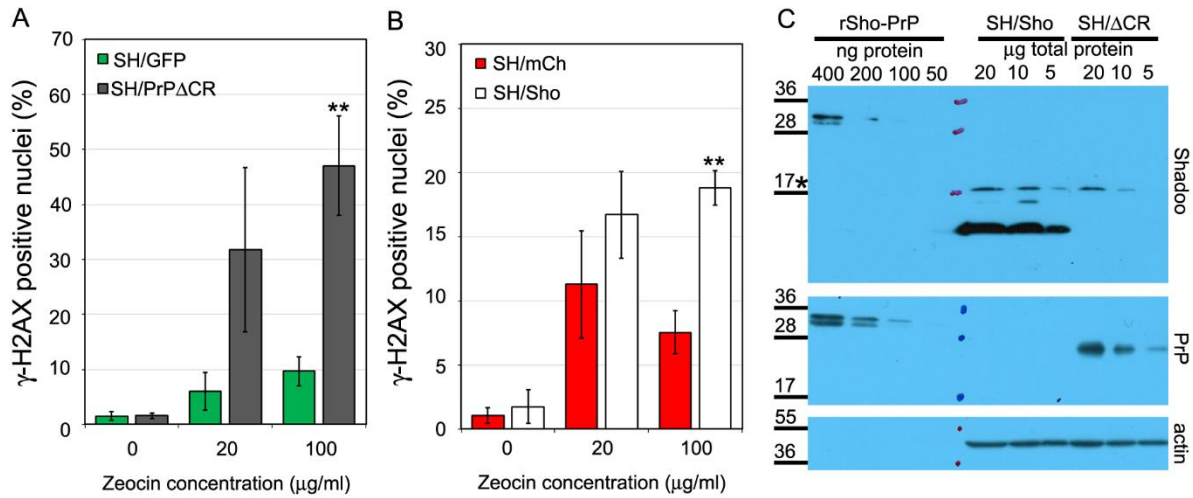 A
γ-H2AX positive nuclei (%)
70
60
50
40
30
20
10
0
SH/GFP
SH/PrPΔCR
**
0 20 100
Zeocin concentration (μg/ml)
B
γ-H2AX positive nuclei (%)
30
25
20
15
10
5
0
SH/mCh
SH/Sho
**
0 20 100
Zeocin concentration (μg/ml)
C
rSho-PrP SH/Sho SH/ΔCR
ng protein μg total protein
400 200 100 50 20 10 5 20 10 5
36
28
17*
Shadoo
36
28
17
PrP
55
36
actin